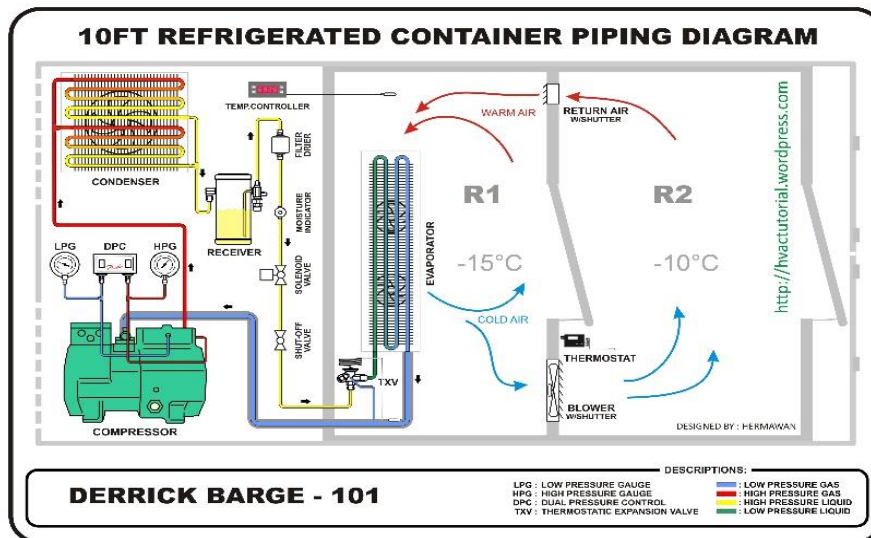 10FT REFRIGERATED CONTAINER PIPING DIAGRAM
TEMP.CONTROLLER
WARM AIR
RETURN AIR
W/SHUTTER
CONDENSER
FILTER
DRIER
RECEIVER
MOISTURE
INDICATOR
SOLENOID
VALVE
SHUT-OFF
VALVE
LPG
DPC
HPG
COMPRESSOR
EVAPORATOR
TXV
R1
-15°C
COLD AIR
R2
-10°C
THERMOSTAT
BLOWER
W/SHUTTER
http://hvactutorial.wordpress.com
DESIGNED BY : HERMAWAN
DERRICK BARGE - 101
DESCRIPTIONS:
LPG : LOW PRESSURE GAUGE
HPG : HIGH PRESSURE GAUGE
DPC : DUAL PRESSURE CONTROL
TXV : THERMOSTATIC EXPANSION VALVE
: LOW PRESSURE GAS
: HIGH PRESSURE GAS
: HIGH PRESSURE LIQUID
: LOW PRESSURE LIQUID